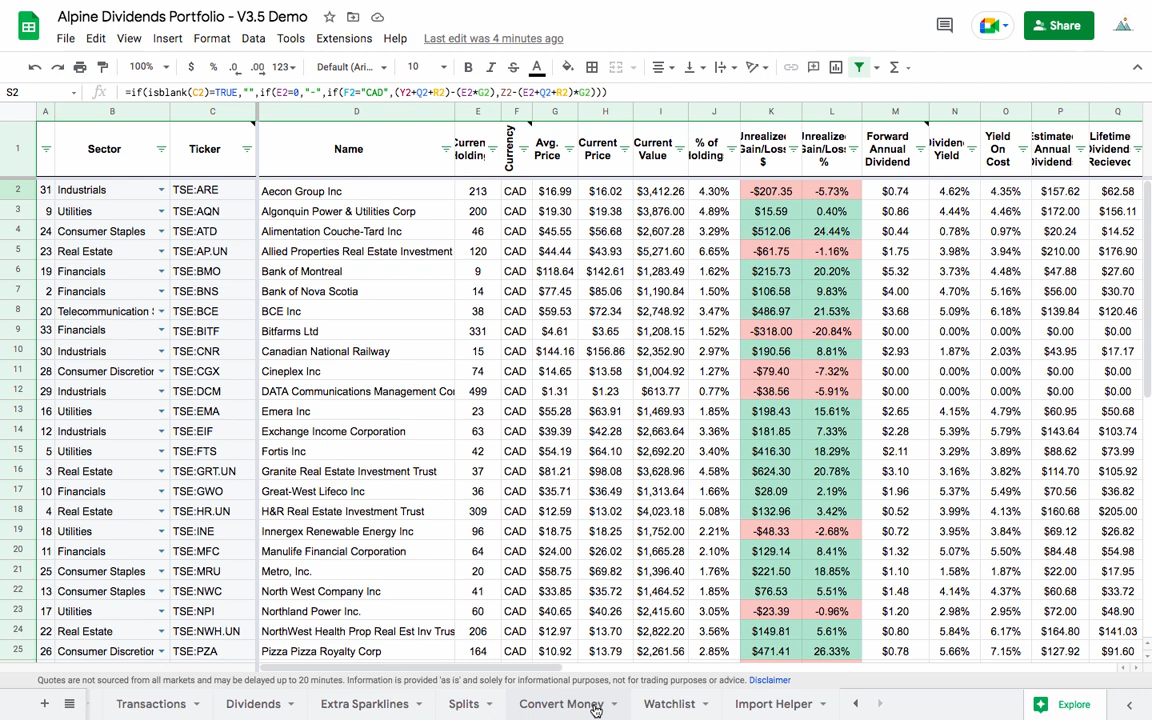 Alpine Dividends Portfolio - V3.5 Demo
File Edit View Insert Format Data Tools Extensions Help Last edit was 4 minutes ago
Share
100% $ % .0 .00 123 Default (Ari... 10 B I S A
S2 fx =if(isblank(C2)=TRUE,"",if(E2=0,"-",if(F2="CAD",(Y2+Q2+R2)-(E2*G2),Z2-(E2+Q2+R2)*G2)))
A B C D E F G H I J K L M N O P Q
1 Sector Ticker Name Currency Avg. Price Current Price Current Value % of Holding Forward Annual Dividend Yield On Cost Lifetime
2 31 Industrials TSE:ARE Aecon Group Inc 213 CAD $16.99 $16.02 $3,412.26 4.30% -$207.35 -5.73% $0.74 4.62% 4.35% $157.62 $62.58
3 9 Utilities TSE:AQN Algonquin Power & Utilities Corp 200 CAD $19.30 $19.38 $3,876.00 4.89% $15.59 0.40% $0.86 4.44% 4.46% $172.00 $156.11
4 24 Consumer Staples TSE:ATD Alimentation Couche-Tard Inc 46 CAD $45.55 $56.68 $2,607.28 3.29% $512.06 24.44% $0.44 0.78% 0.97% $20.24 $14.52
5 23 Real Estate TSE:AP.UN Allied Properties Real Estate Investment 120 CAD $44.44 $43.93 $5,271.60 6.65% -$61.75 -1.16% $1.75 3.98% 3.94% $210.00 $176.90
6 19 Financials TSE:BMO Bank of Montreal 9 CAD $118.64 $142.61 $1,283.49 1.62% $215.73 20.20% $5.32 3.73% 4.48% $47.88 $27.60
7 2 Financials TSE:BNS Bank of Nova Scotia 14 CAD $77.45 $85.06 $1,190.84 1.50% $106.58 9.83% $4.00 4.70% 5.16% $56.00 $30.70
8 20 Telecommunication TSE:BCE BCE Inc 38 CAD $59.53 $72.34 $2,748.92 3.47% $486.97 21.53% $3.68 5.09% 6.18% $139.84 $120.46
9 33 Financials TSE:BITF Bitfarms Ltd 331 CAD $4.61 $3.65 $1,208.15 1.52% -$318.00 -20.84% $0.00 0.00% 0.00% $0.00 $0.00
10 30 Industrials TSE:CNR Canadian National Railway 15 CAD $144.16 $156.86 $2,352.90 2.97% $190.56 8.81% $2.93 1.87% 2.03% $43.95 $17.17
11 28 Consumer Discretior TSE:CGX Cineplex Inc 74 CAD $14.65 $13.58 $1,004.92 1.27% -$79.40 -7.32% $0.00 0.00% 0.00% $0.00 $0.00
12 29 Industrials TSE:DCM DATA Communications Management Co 499 CAD $1.31 $1.23 $613.77 0.77% -$38.56 -5.91% $0.00 0.00% 0.00% $0.00 $0.00
13 16 Utilities TSE:EMA Emera Inc 23 CAD $55.28 $63.91 $1,469.93 1.85% $198.43 15.61% $2.65 4.15% 4.79% $60.95 $50.68
14 12 Industrials TSE:EIF Exchange Income Corporation 63 CAD $39.39 $42.28 $2,663.64 3.36% $181.85 7.33% $2.28 5.39% 5.79% $143.64 $103.74
15 5 Utilities TSE:FTS Fortis Inc 42 CAD $54.19 $64.10 $2,692.20 3.40% $416.30 18.29% $2.11 3.29% 3.89% $88.62 $73.99
16 3 Real Estate TSE:GRT.UN Granite Real Estate Investment Trust 37 CAD $81.21 $98.08 $3,628.96 4.58% $624.30 20.78% $3.10 3.16% 3.82% $114.70 $105.92
17 10 Financials TSE:GWO Great-West Lifeco Inc 36 CAD $35.71 $36.49 $1,313.64 1.66% $28.09 2.19% $1.96 5.37% 5.49% $70.56 $36.82
18 4 Real Estate TSE:HR.UN H&R Real Estate Investment Trust 309 CAD $12.59 $13.02 $4,023.18 5.08% $132.96 3.42% $0.52 3.99% 4.13% $160.68 $205.00
19 18 Utilities TSE:INE Innergex Renewable Energy Inc 96 CAD $18.75 $18.25 $1,752.00 2.21% -$48.33 -2.68% $0.72 3.95% 3.84% $69.12 $26.82
20 11 Financials TSE:MFC Manulife Financial Corporation 64 CAD $24.00 $26.02 $1,665.28 2.10% $129.14 8.41% $1.32 5.07% 5.50% $84.48 $54.98
21 25 Consumer Staples TSE:MRU Metro, Inc. 20 CAD $58.75 $69.82 $1,396.40 1.76% $221.50 18.85% $1.10 1.58% 1.87% $22.00 $17.95
22 13 Consumer Staples TSE:NWC North West Company Inc 41 CAD $33.85 $35.72 $1,464.52 1.85% $76.53 5.51% $1.48 4.14% 4.37% $60.68 $33.72
23 17 Utilities TSE:NPI Northland Power Inc. 60 CAD $40.65 $40.26 $2,415.60 3.05% -$23.39 -0.96% $1.20 2.98% 2.95% $72.00 $48.90
24 22 Real Estate TSE:NWH.UN NorthWest Health Prop Real Est Inv Trus 206 CAD $12.97 $13.70 $2,822.20 3.56% $149.81 5.61% $0.80 5.84% 6.17% $164.80 $141.03
25 26 Consumer Discretior TSE:PZA Pizza Pizza Royalty Corp 164 CAD $10.92 $13.79 $2,261.56 2.85% $471.41 26.33% $0.78 5.66% 7.15% $127.92 $91.60
Quotes are not sourced from all markets and may be delayed up to 20 minutes. Information is provided 'as is' and solely for informational purposes, not for trading purposes or advice. Disclaimer
Transactions Dividends Extra Sparklines Splits Convert Money Watchlist Import Helper Explore